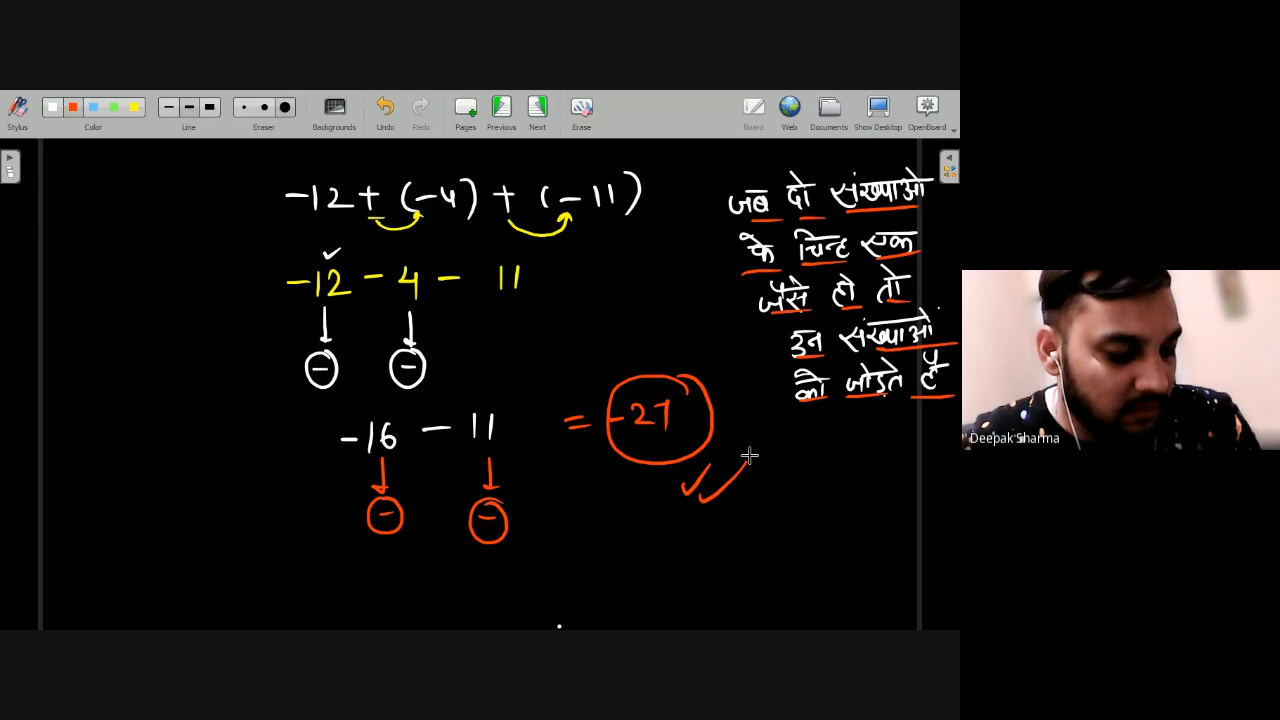 Stylus Color Line Eraser Backgrounds Undo Redo Pages Previous Next Erase Board Web Documents Show Desktop OpenBoard
-12 + (-4) + (-11)
-12 - 4 - 11
- -
-16 - 11 = -27
- -
जब दो संख्याओ
के चिन्ह एक
जैसे हो तो
उन संख्याओं
को जोड़ते है
Deepak Sharma